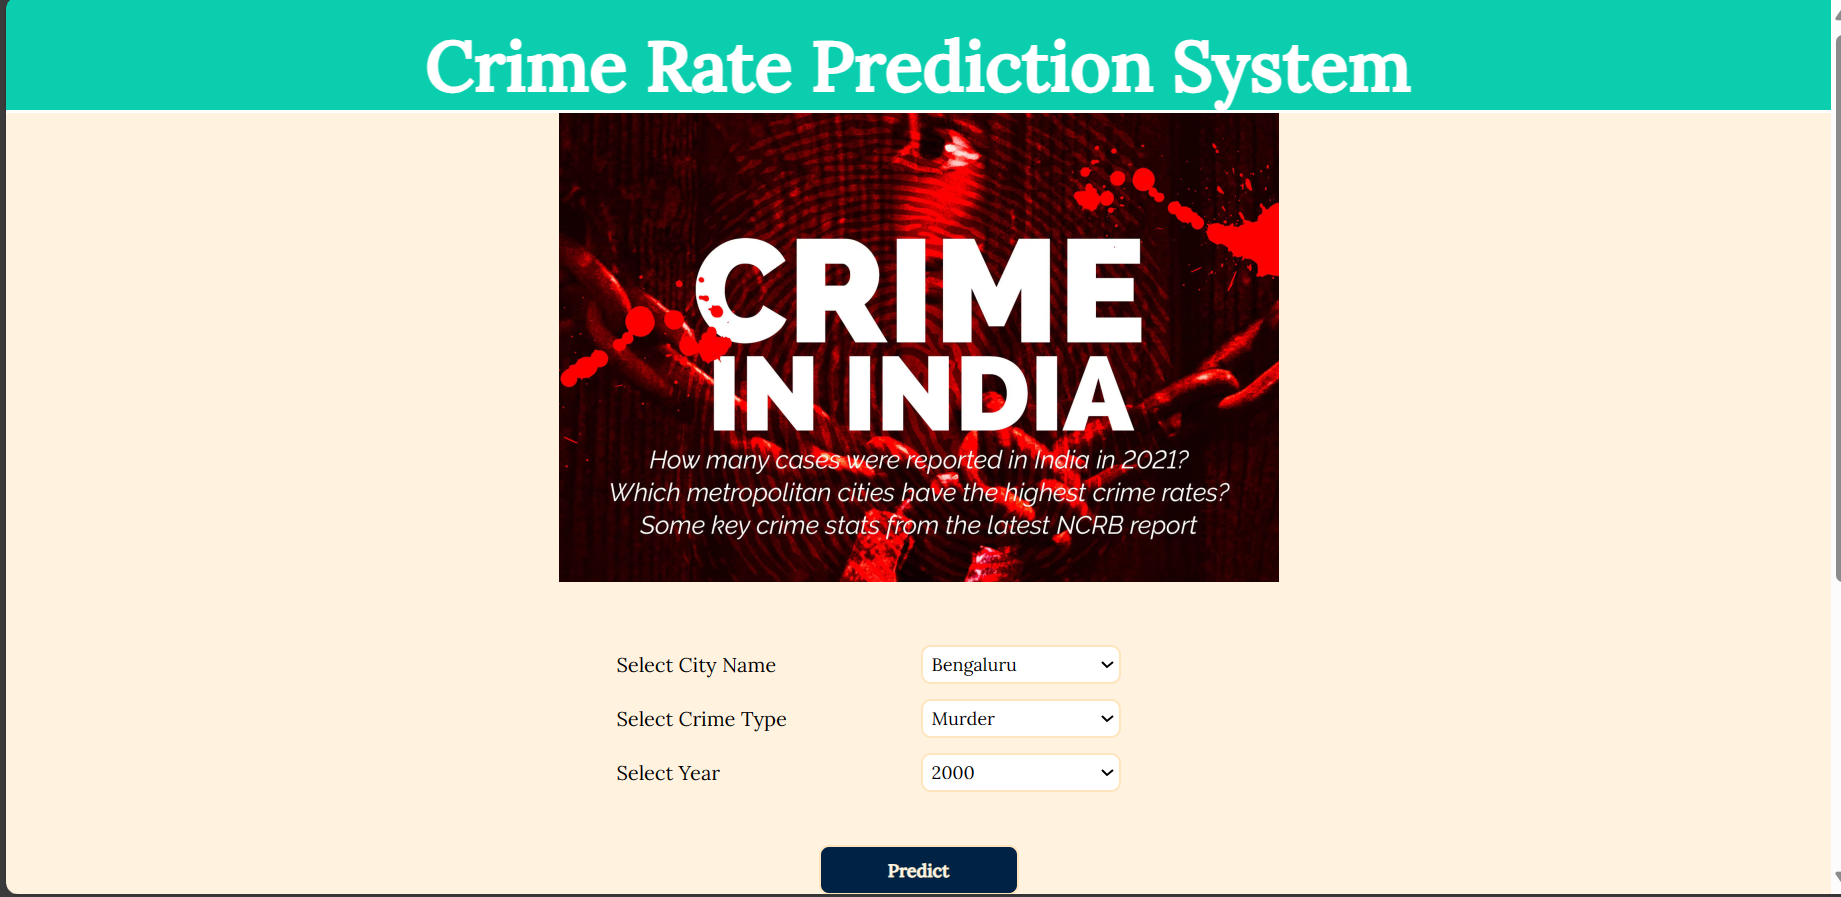 Crime Rate Prediction System
CRIME
IN INDIA
How many cases were reported in India in 2021?
Which metropolitan cities have the highest crime rates?
Some key crime stats from the latest NCRB report
Select City Name Bengaluru
Select Crime Type Murder
Select Year 2000
Predict